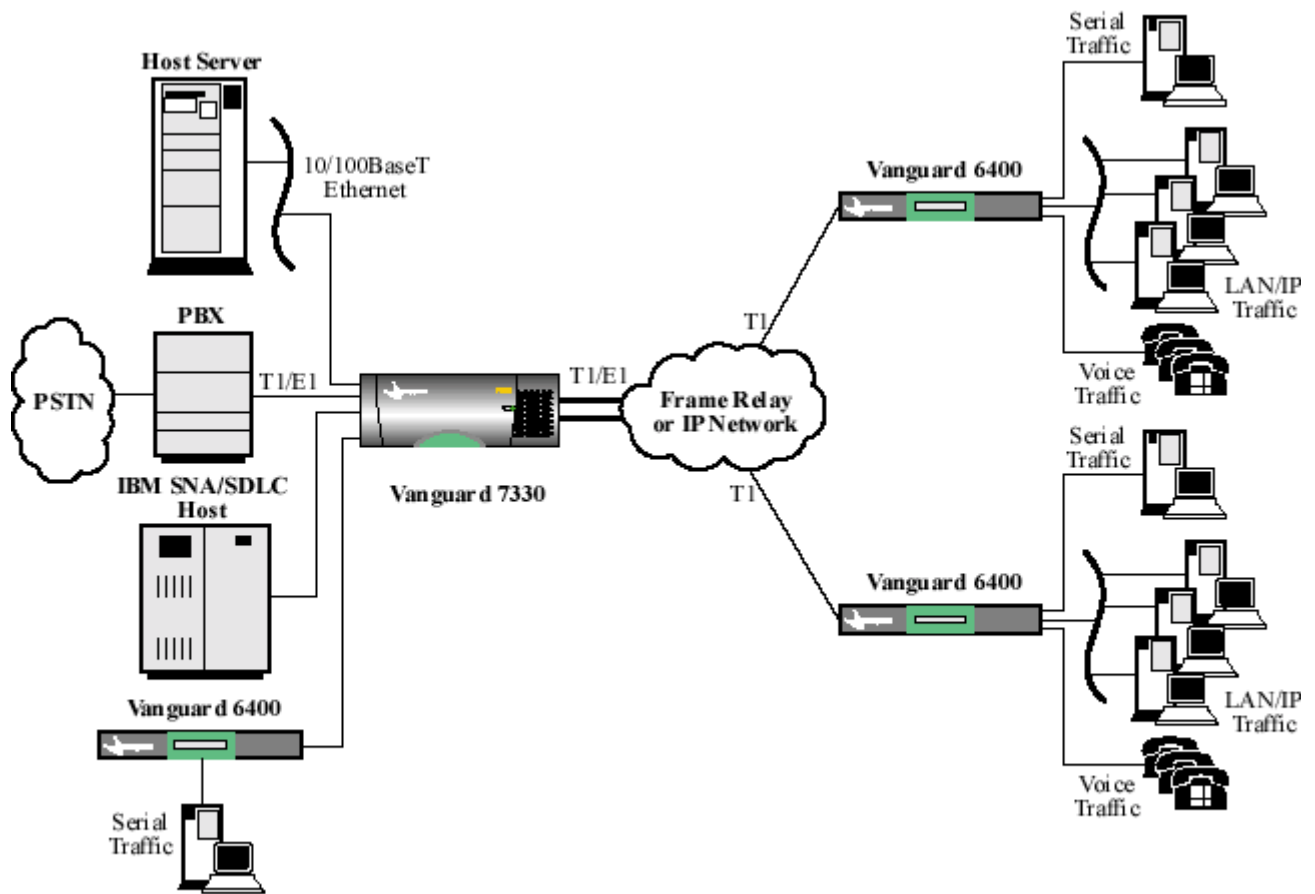 Host Server
10/100BaseT
Ethernet
PBX
PSTN
T1/E1
IBM SNA/SDLC
Host
Vanguard 6400
Serial
Traffic
Vanguard 7330
T1/E1
Frame Relay
or IP Network
T1
T1
Vanguard 6400
Serial
Traffic
LAN/IP
Traffic
Voice
Traffic
Vanguard 6400
Serial
Traffic
LAN/IP
Traffic
Voice
Traffic